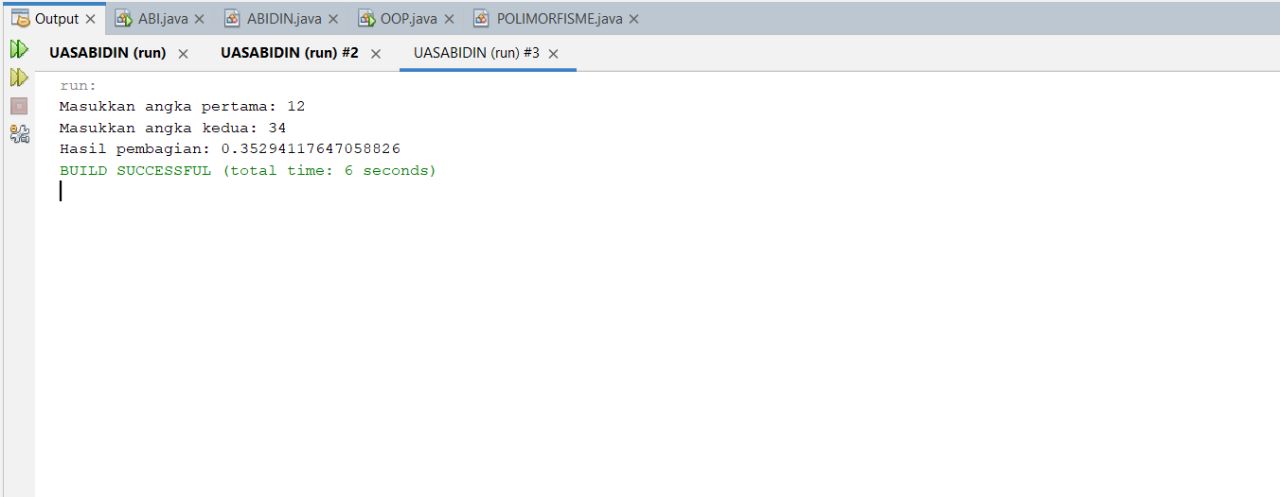 Output ABI.java ABIDIN.java OOP.java POLIMORFISME.java
UASABIDIN (run) UASABIDIN (run) #2 UASABIDIN (run) #3
run:
Masukkan angka pertama: 12
Masukkan angka kedua: 34
Hasil pembagian: 0.35294117647058826
BUILD SUCCESSFUL (total time: 6 seconds)